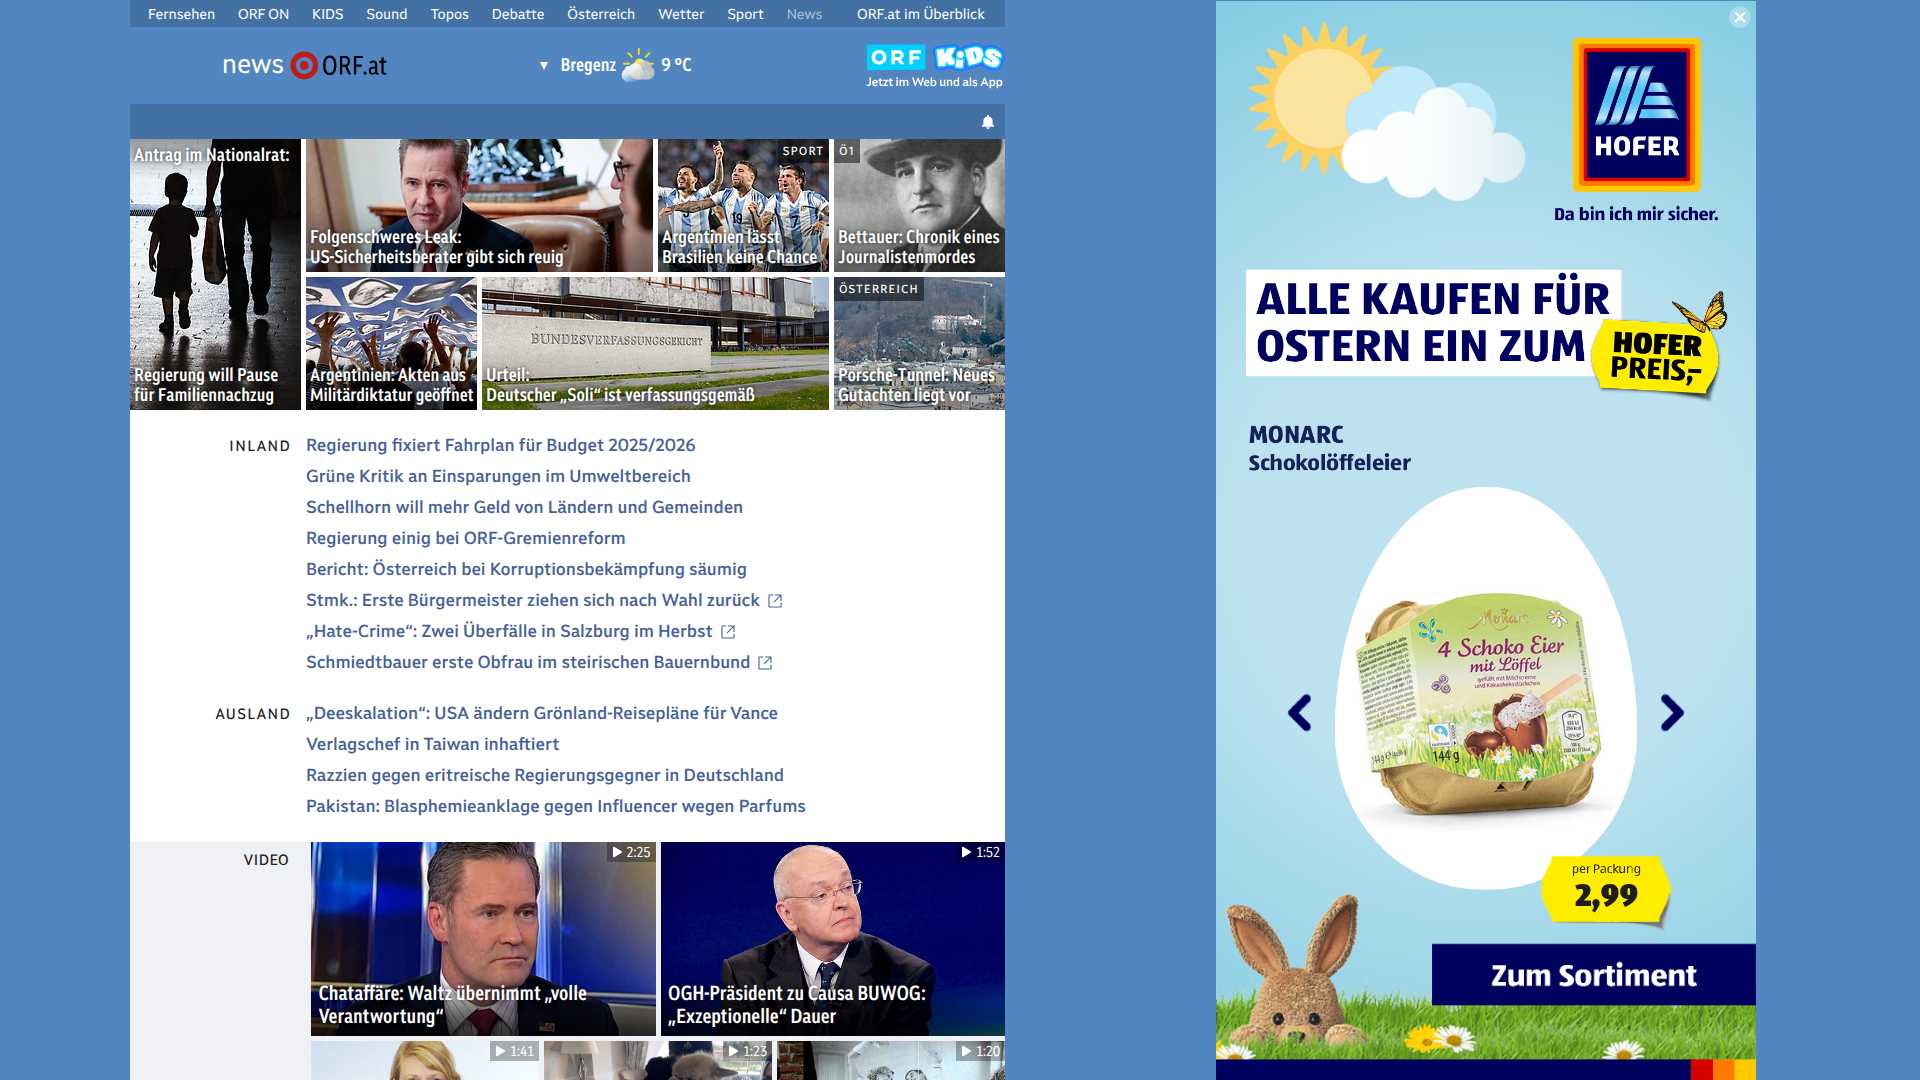 Fernsehen ORF ON KIDS Sound Topos Debatte Österreich Wetter Sport News ORF.at im Überblick
news ORF.at
▼ Bregenz 9 °C
ORF KiDS
Jetzt im Web und als App
Antrag im Nationalrat:
Regierung will Pause
für Familiennachzug
Folgenschweres Leak:
US-Sicherheitsberater gibt sich reuig
SPORT
Argentinien lässt
Brasilien keine Chance
Ö1
Bettauer: Chronik eines
Journalistenmordes
Argentinien: Akten aus
Militärdiktatur geöffnet
BUNDESVERFASSUNGSGERICHT
Urteil:
Deutscher „Soli“ ist verfassungsgemäß
ÖSTERREICH
Porsche-Tunnel: Neues
Gutachten liegt vor
INLAND
Regierung fixiert Fahrplan für Budget 2025/2026
Grüne Kritik an Einsparungen im Umweltbereich
Schellhorn will mehr Geld von Ländern und Gemeinden
Regierung einig bei ORF-Gremienreform
Bericht: Österreich bei Korruptionsbekämpfung säumig
Stmk.: Erste Bürgermeister ziehen sich nach Wahl zurück
„Hate-Crime“: Zwei Überfälle in Salzburg im Herbst
Schmiedtbauer erste Obfrau im steirischen Bauernbund
AUSLAND
„Deeskalation“: USA ändern Grönland-Reisepläne für Vance
Verlagschef in Taiwan inhaftiert
Razzien gegen eritreische Regierungsgegner in Deutschland
Pakistan: Blasphemieanklage gegen Influencer wegen Parfums
VIDEO
2:25
Chataffäre: Waltz übernimmt „volle
Verantwortung“
1:52
OGH-Präsident zu Causa BUWOG:
„Exzeptionelle“ Dauer
1:41
1:23
1:20
HOFER
Da bin ich mir sicher.
ALLE KAUFEN FÜR
OSTERN EIN ZUM
HOFER
PREIS,–
MONARC
Schokolöffeleier
Monarc
4 Schoko Eier
mit Löffel
gefüllt mit Milchcreme
und Kakaokeksstückchen
144 g
per Packung
2,99
Zum Sortiment